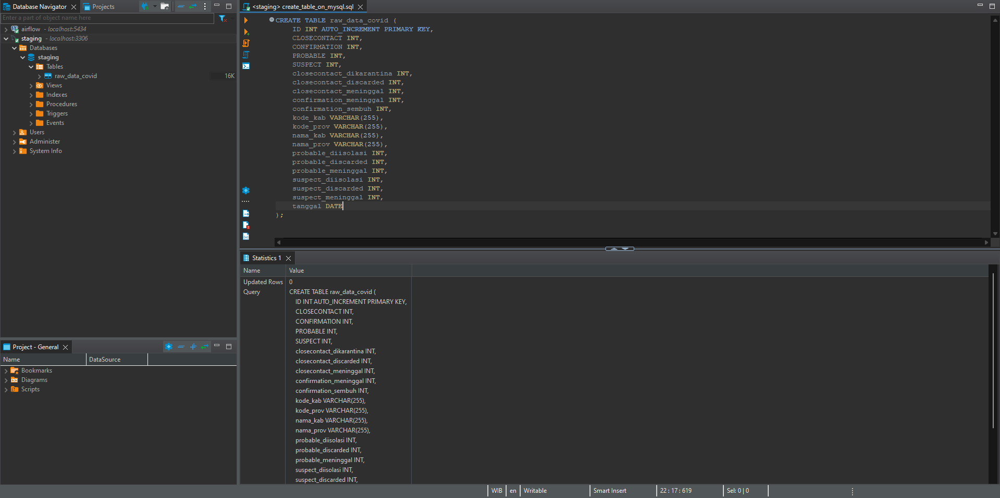 Database Navigator
Projects
Enter a part of object name here
airflow - localhost:5434
staging - localhost:3306
Databases
staging
Tables
raw_data_covid 16K
Views
Indexes
Procedures
Triggers
Events
Users
Administer
System Info
Project - General
Name DataSource
Bookmarks
Diagrams
Scripts
<staging> create_table_on_mysql.sql
CREATE TABLE raw_data_covid (
ID INT AUTO_INCREMENT PRIMARY KEY,
CLOSECONTACT INT,
CONFIRMATION INT,
PROBABLE INT,
SUSPECT INT,
closecontact_dikarantina INT,
closecontact_discarded INT,
closecontact_meninggal INT,
confirmation_meninggal INT,
confirmation_sembuh INT,
kode_kab VARCHAR(255),
kode_prov VARCHAR(255),
nama_kab VARCHAR(255),
nama_prov VARCHAR(255),
probable_diisolasi INT,
probable_discarded INT,
probable_meninggal INT,
suspect_diisolasi INT,
suspect_discarded INT,
suspect_meninggal INT,
tanggal DATE
);
Statistics 1
Name Value
Updated Rows 0
Query CREATE TABLE raw_data_covid (
ID INT AUTO_INCREMENT PRIMARY KEY,
CLOSECONTACT INT,
CONFIRMATION INT,
PROBABLE INT,
SUSPECT INT,
closecontact_dikarantina INT,
closecontact_discarded INT,
closecontact_meninggal INT,
confirmation_meninggal INT,
confirmation_sembuh INT,
kode_kab VARCHAR(255),
kode_prov VARCHAR(255),
nama_kab VARCHAR(255),
nama_prov VARCHAR(255),
probable_diisolasi INT,
probable_discarded INT,
probable_meninggal INT,
suspect_diisolasi INT,
suspect_discarded INT,
WIB en Writable Smart Insert 22 : 17 : 619 Sel: 0 | 0